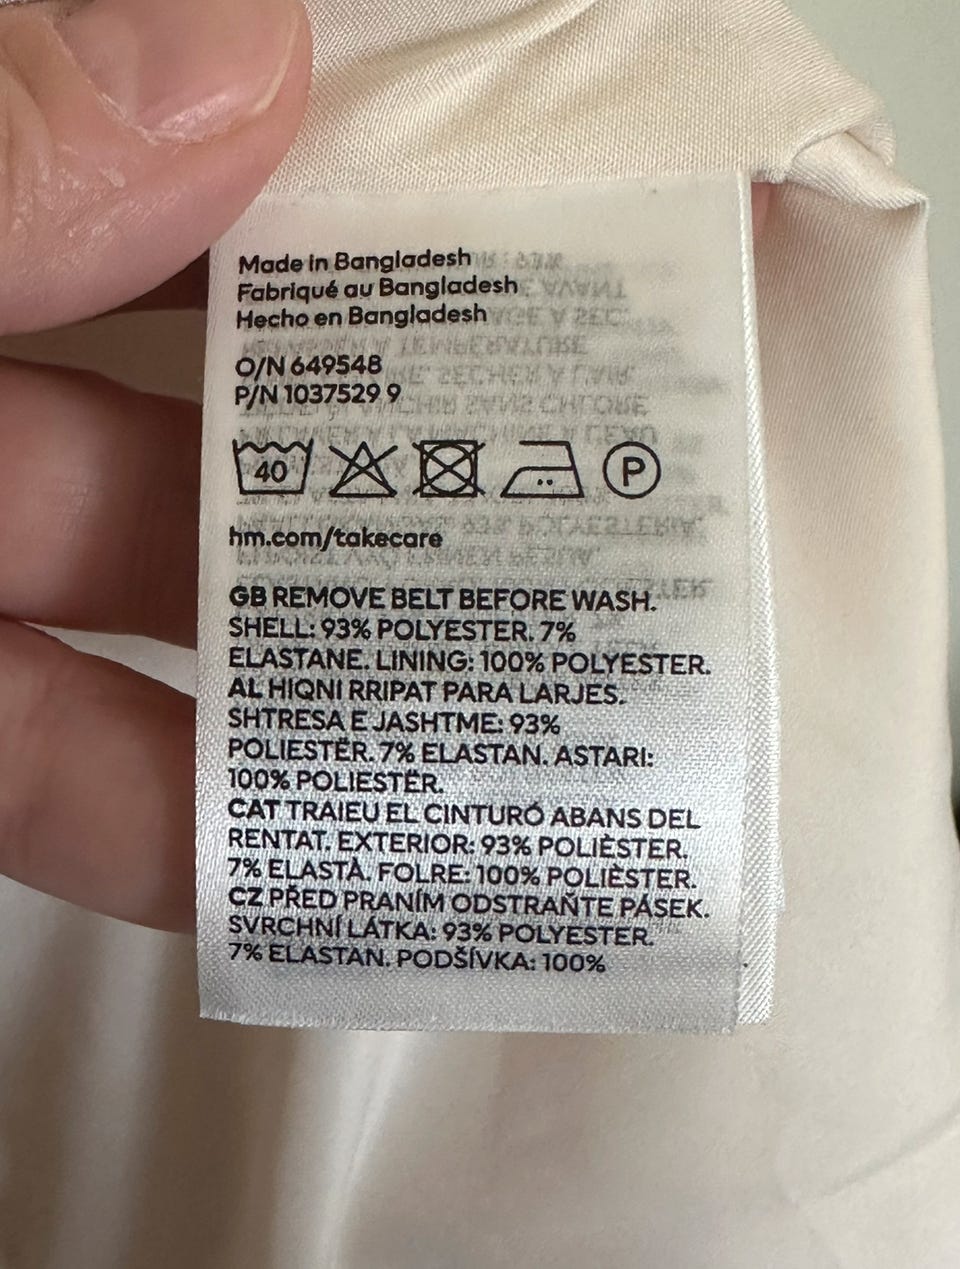 Made in Bangladesh
Fabriqué au Bangladesh
Hecho en Bangladesh
O/N 649548
P/N 1037529 9
40 P
hm.com/takecare
GB REMOVE BELT BEFORE WASH.
SHELL: 93% POLYESTER. 7%
ELASTANE. LINING: 100% POLYESTER.
AL HIQNI RRIPAT PARA LARJES.
SHTRESA E JASHTME: 93%
POLIESTËR. 7% ELASTAN. ASTARI:
100% POLIESTËR.
CAT TRAIEU EL CINTURÓ ABANS DEL
RENTAT. EXTERIOR: 93% POLIÈSTER.
7% ELASTÀ. FOLRE: 100% POLIÈSTER.
CZ PŘED PRANÍM ODSTRAŇTE PÁSEK.
SVRCHNÍ LÁTKA: 93% POLYESTER.
7% ELASTAN. PODŠÍVKA: 100%